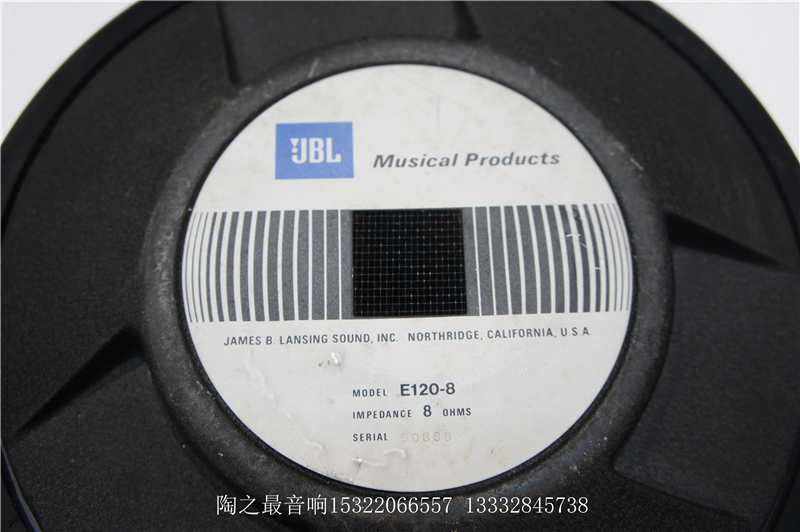 JBL
Musical Products
JAMES B. LANSING SOUND, INC. NORTHRIDGE, CALIFORNIA, U.S.A.
MODEL E120-8
IMPEDANCE 8 OHMS
SERIAL 50669
陶之最音响15322066557 13332845738